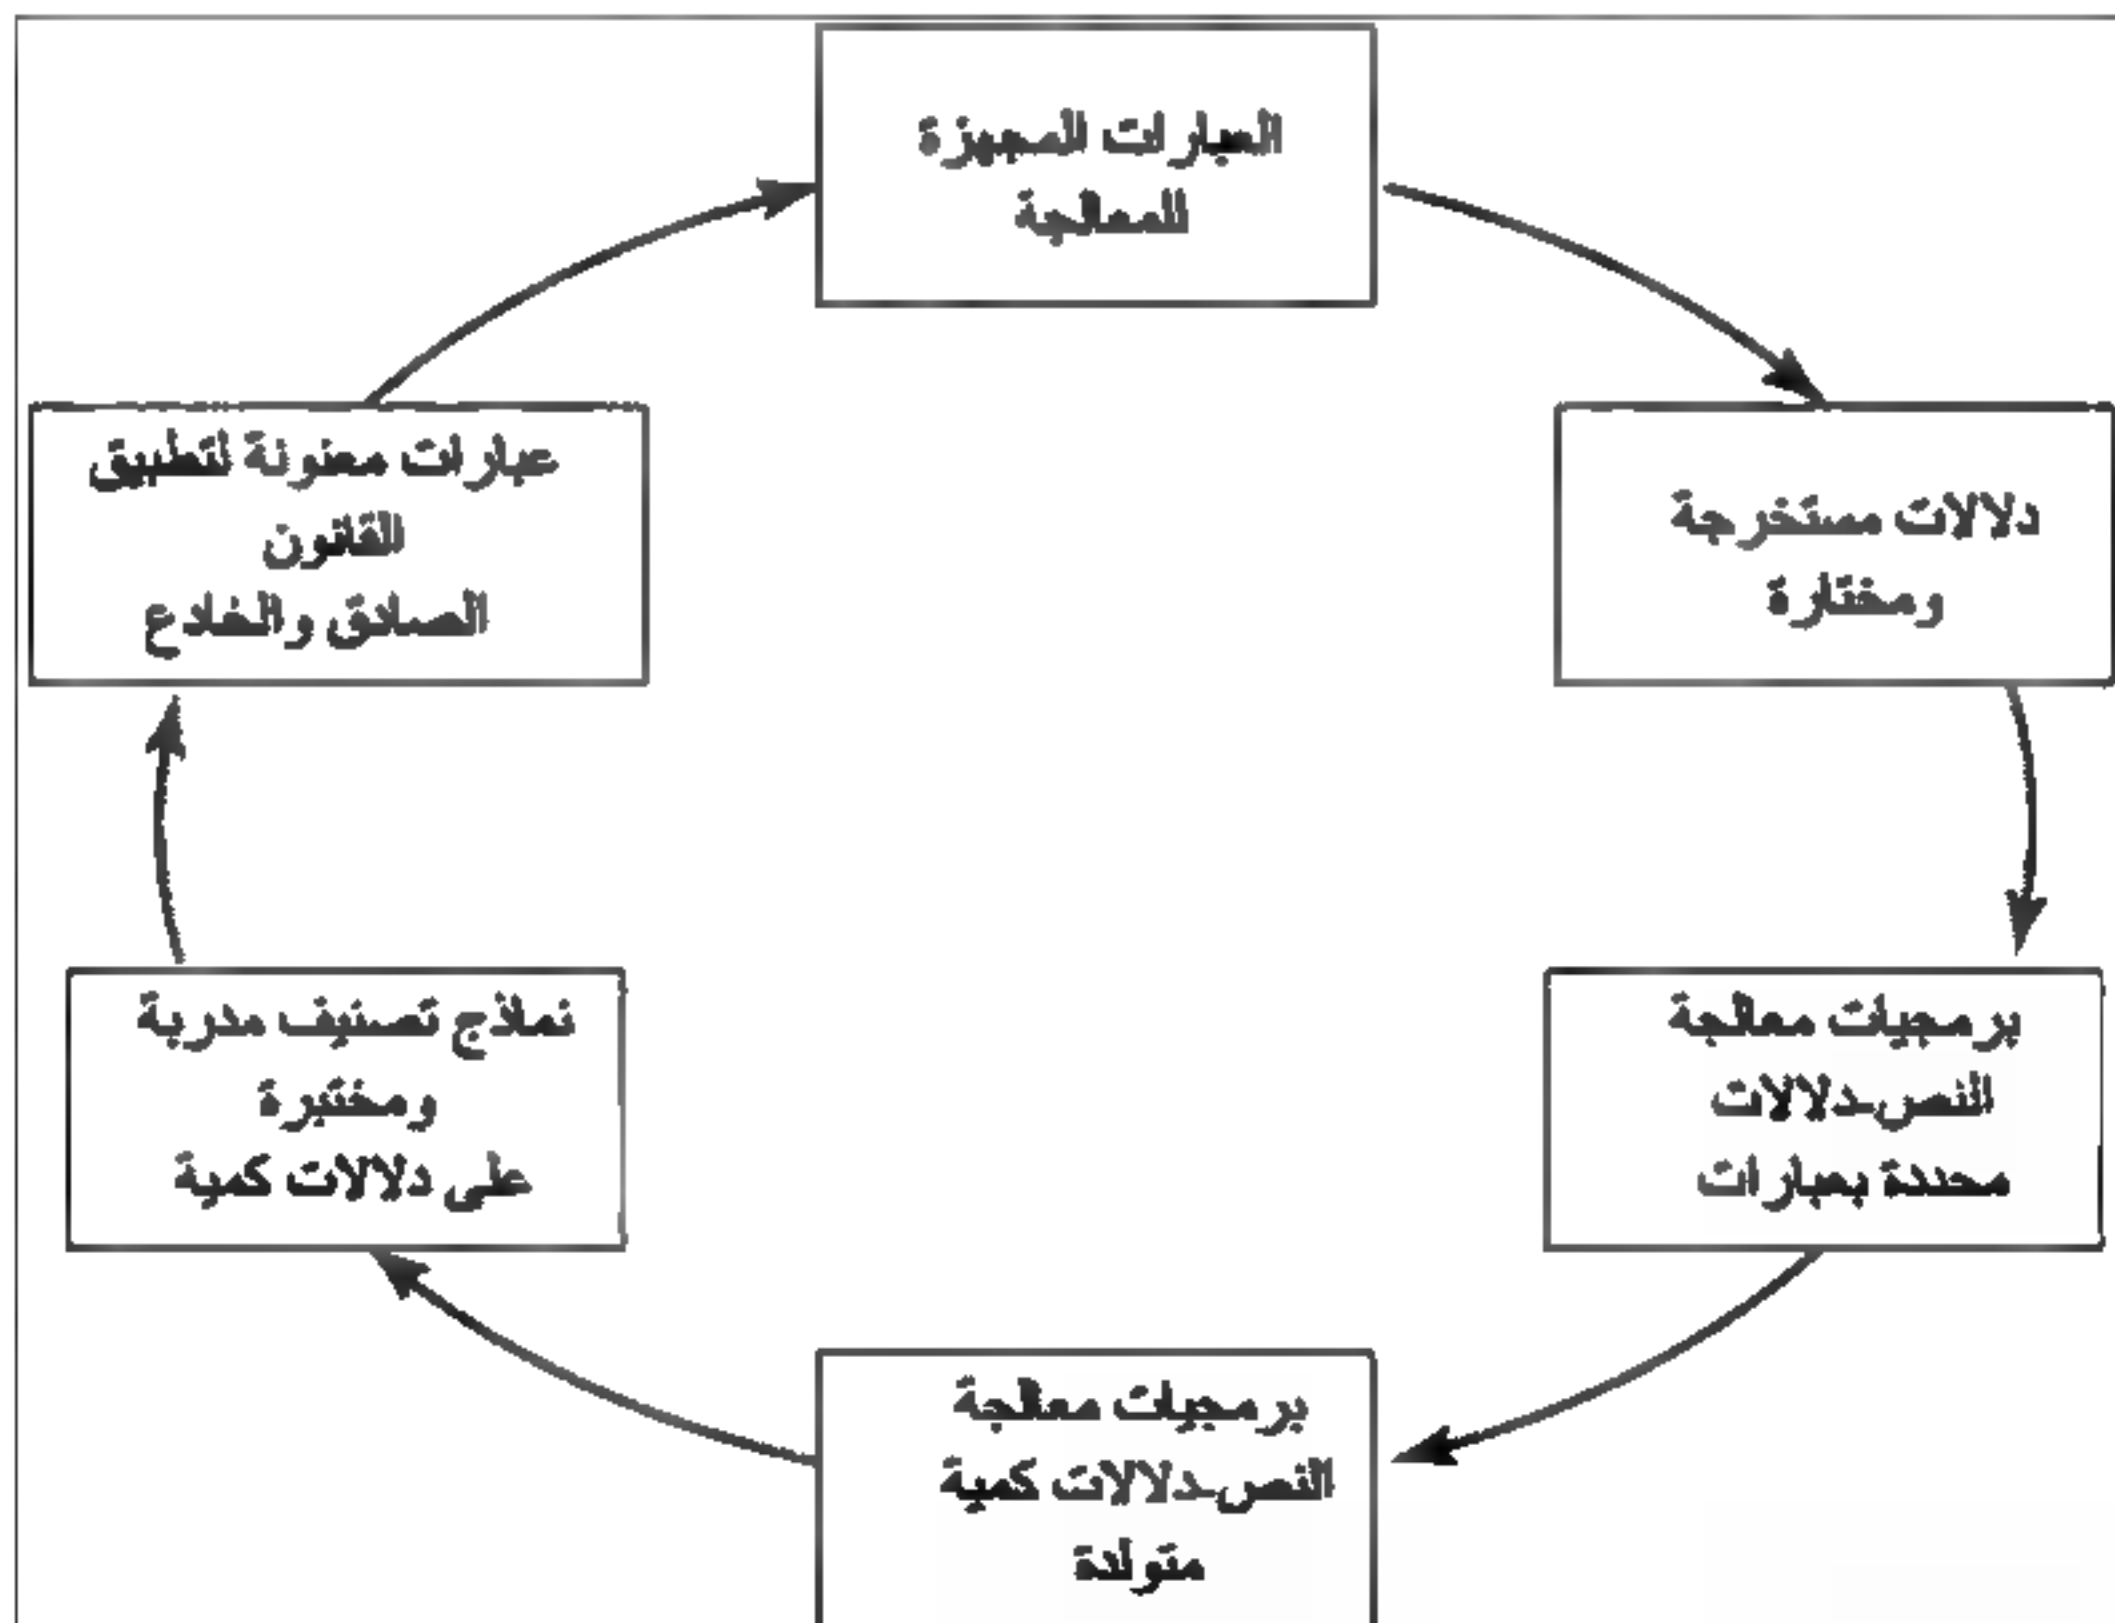 العبارات المجهزة
للمعالجة
دلالات مستخرجة
ومختارة
برمجيات معالجة
النص-دلالات
محددة بعبارات
برمجيات معالجة
النص-دلالات كمية
متولدة
نماذج تصنيف مدربة
ومختبرة
على دلالات كمية
عبارات معنونة لتطبيق
القانون
الصادق والخادع